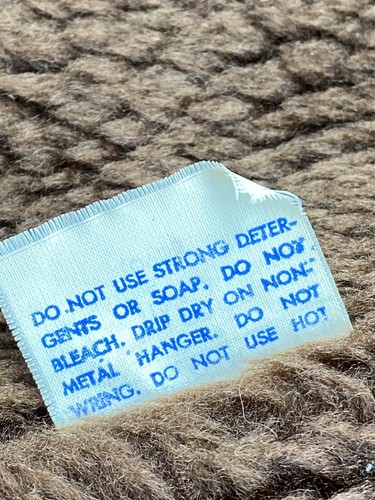 DO NOT USE STRONG DETER-
GENTS OR SOAP. DO NOT
BLEACH. DRIP DRY ON NON-
METAL HANGER. DO NOT
WRING. DO NOT USE HOT